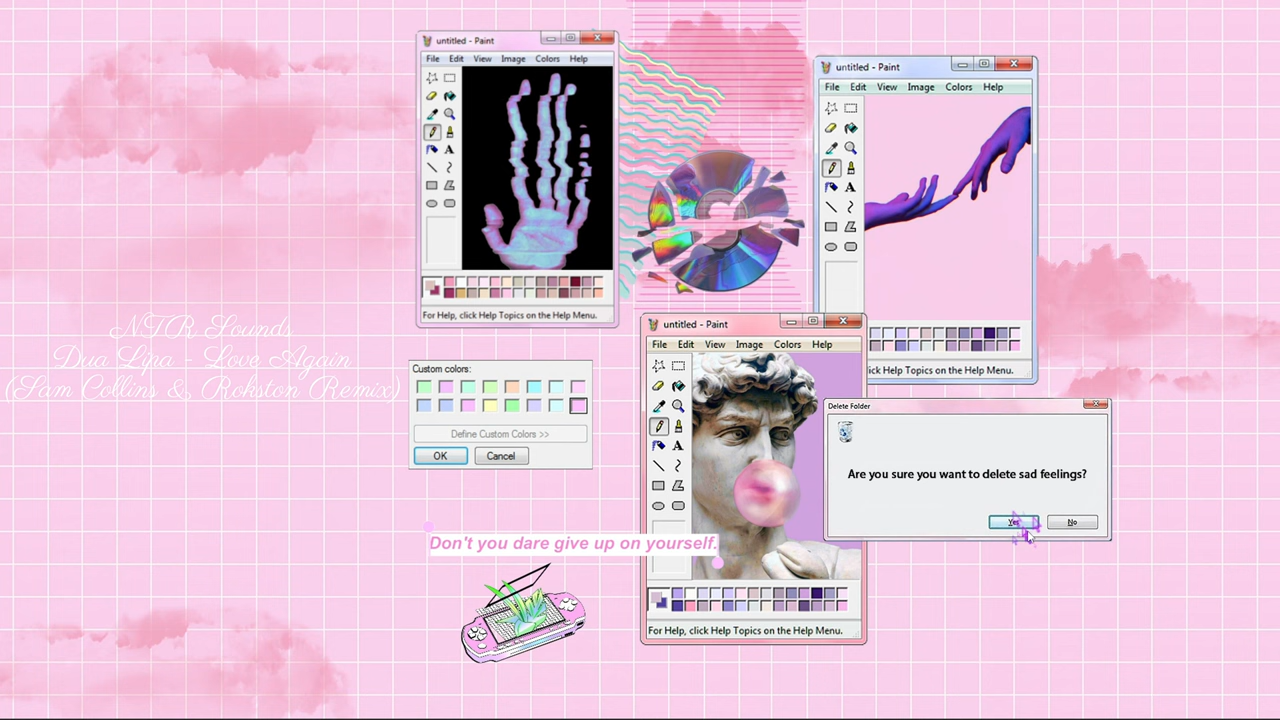 untitled - Paint
File Edit View Image Colors Help
A
For Help, click Help Topics on the Help Menu.
untitled - Paint
File Edit View Image Colors Help
A
lick Help Topics on the Help Menu.
NTR Sounds
Dua Lipa - Love Again
(Sam Collins & Rokston Remix)
Custom colors:
Define Custom Colors >>
OK Cancel
untitled - Paint
File Edit View Image Colors Help
A
For Help, click Help Topics on the Help Menu.
Delete Folder
Are you sure you want to delete sad feelings?
Yes No
Don't you dare give up on yourself.